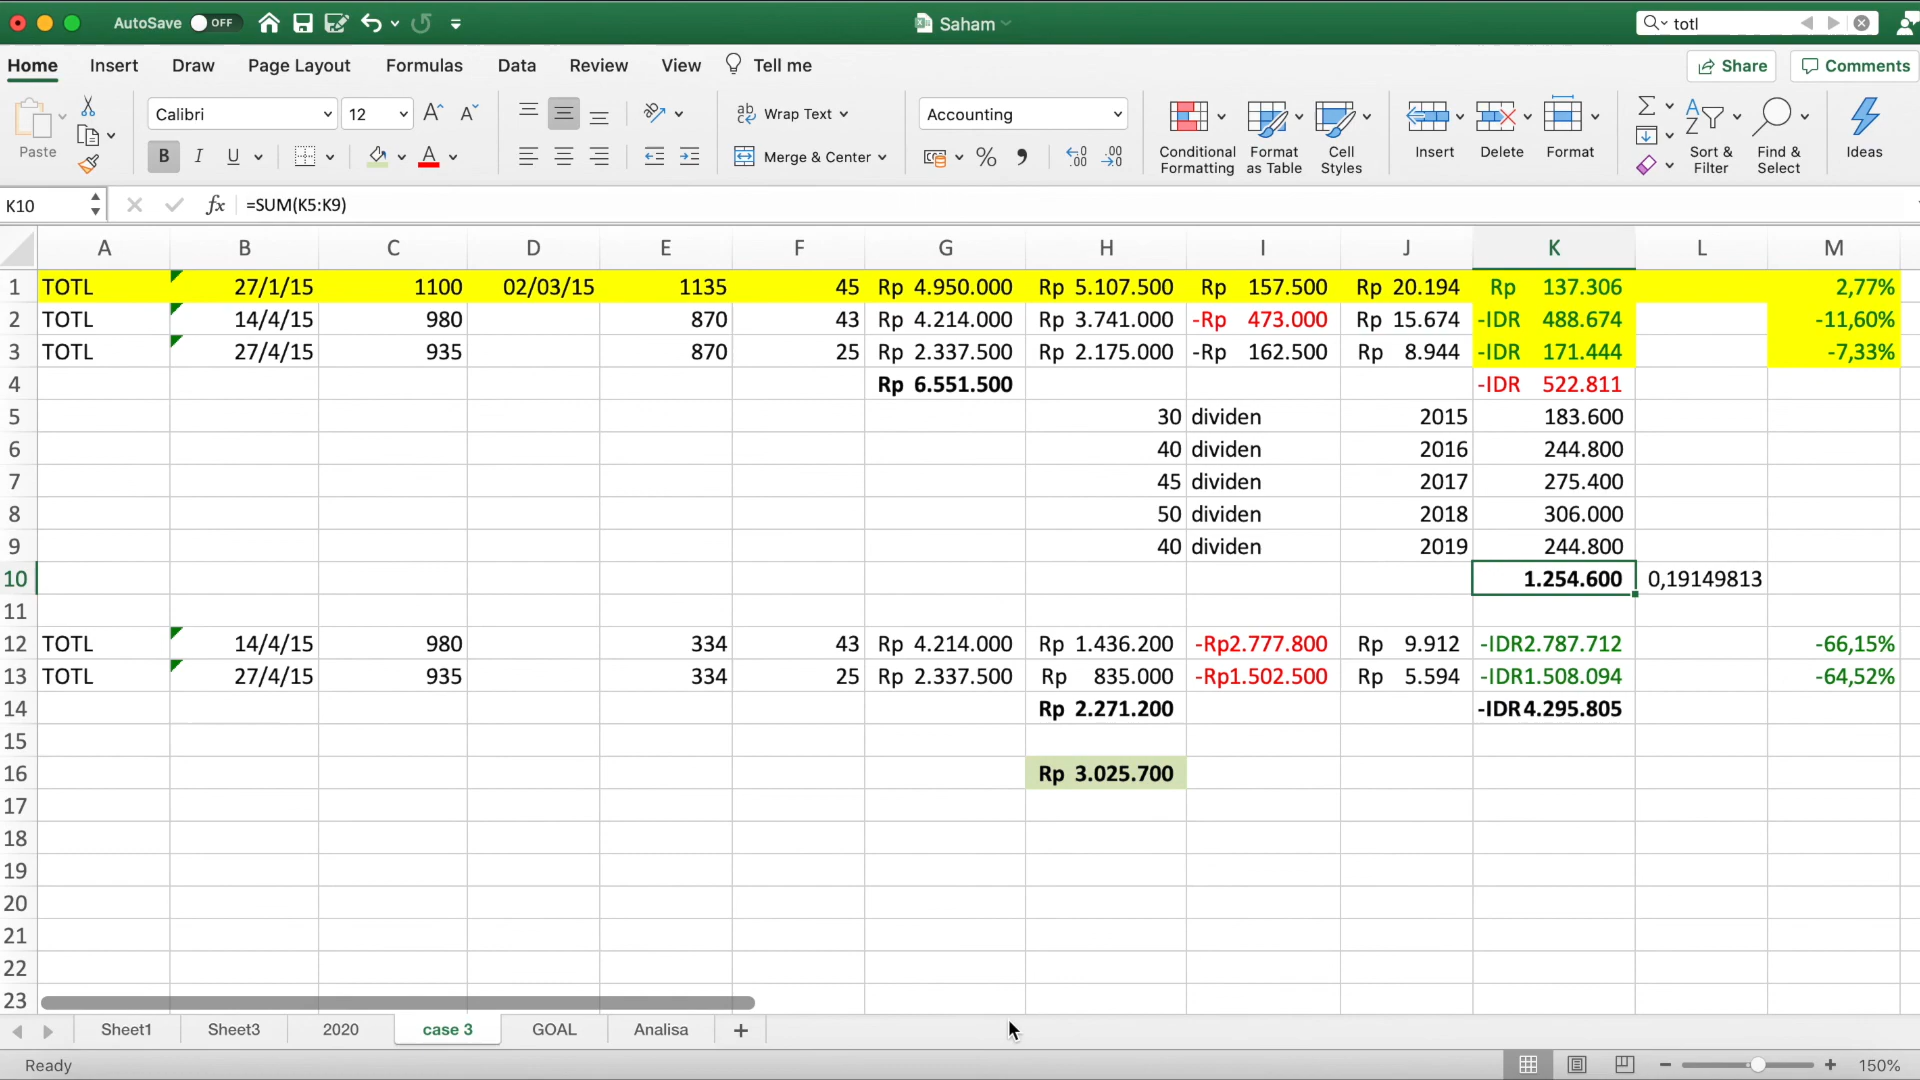 AutoSave OFF Saham totl
Home Insert Draw Page Layout Formulas Data Review View Tell me Share Comments
Paste Calibri 12 Wrap Text Accounting
B I U Merge & Center Conditional Formatting Format as Table Cell Styles Insert Delete Format Sort & Filter Find & Select Ideas
K10 fx =SUM(K5:K9)
A B C D E F G H I J K L M
1 TOTL 27/1/15 1100 02/03/15 1135 45 Rp 4.950.000 Rp 5.107.500 Rp 157.500 Rp 20.194 Rp 137.306 2,77%
2 TOTL 14/4/15 980 870 43 Rp 4.214.000 Rp 3.741.000 -Rp 473.000 Rp 15.674 -IDR 488.674 -11,60%
3 TOTL 27/4/15 935 870 25 Rp 2.337.500 Rp 2.175.000 -Rp 162.500 Rp 8.944 -IDR 171.444 -7,33%
4 Rp 6.551.500 -IDR 522.811
5 30 dividen 2015 183.600
6 40 dividen 2016 244.800
7 45 dividen 2017 275.400
8 50 dividen 2018 306.000
9 40 dividen 2019 244.800
10 1.254.600 0,19149813
11
12 TOTL 14/4/15 980 334 43 Rp 4.214.000 Rp 1.436.200 -Rp2.777.800 Rp 9.912 -IDR2.787.712 -66,15%
13 TOTL 27/4/15 935 334 25 Rp 2.337.500 Rp 835.000 -Rp1.502.500 Rp 5.594 -IDR1.508.094 -64,52%
14 Rp 2.271.200 -IDR4.295.805
15
16 Rp 3.025.700
17
18
19
20
21
22
23
Sheet1 Sheet3 2020 case 3 GOAL Analisa +
Ready 150%